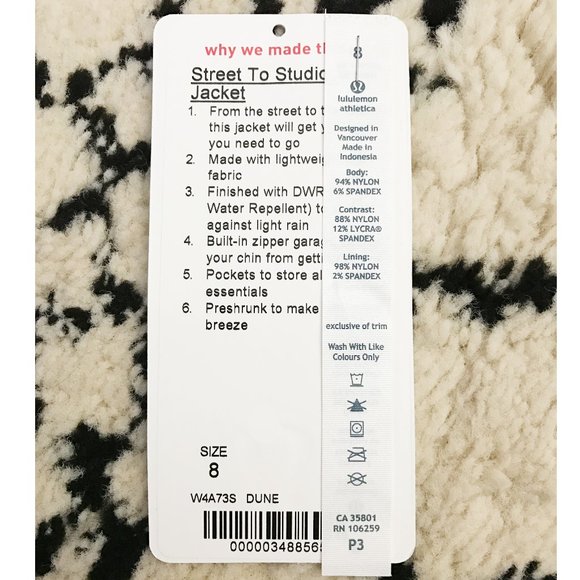 why we made th
Street To Studio
Jacket
1. From the street to t
this jacket will get y
you need to go
2. Made with lightweig
fabric
3. Finished with DWR
Water Repellent) to
against light rain
4. Built-in zipper garag
your chin from getti
5. Pockets to store al
essentials
6. Preshrunk to make
breeze
SIZE
8
W4A73S DUNE
00000348856
8
lululemon
athletica
Designed in
Vancouver
Made in
Indonesia
Body:
94% NYLON
6% SPANDEX
Contrast:
88% NYLON
12% LYCRA®
SPANDEX
Lining:
98% NYLON
2% SPANDEX
exclusive of trim
Wash With Like
Colours Only
CA 35801
RN 106259
P3